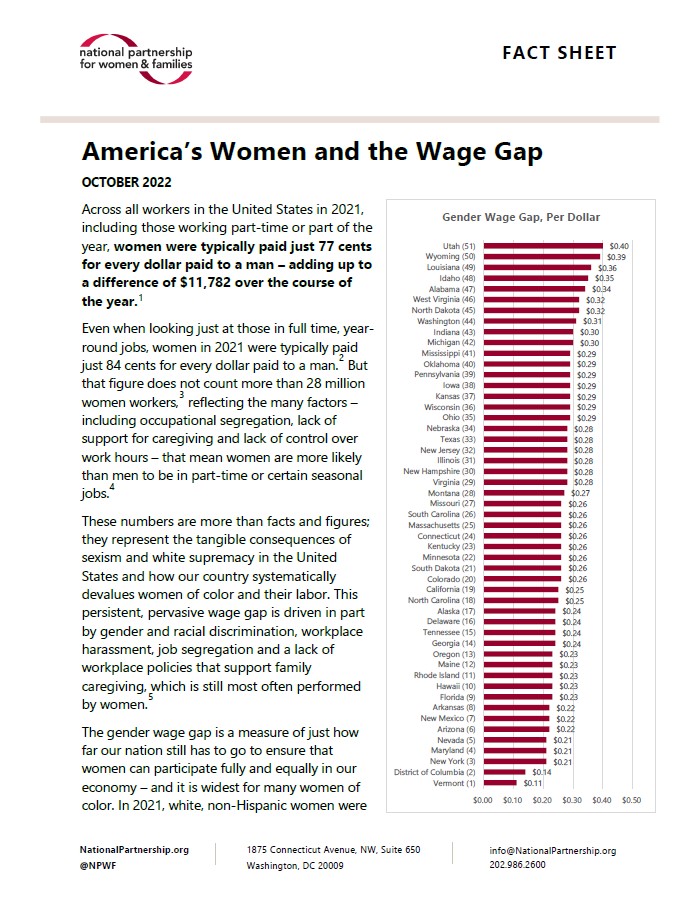 national partnership
for women & families
FACT SHEET
America's Women and the Wage Gap
OCTOBER 2022
Across all workers in the United States in 2021,
including those working part-time or part of the
year, women were typically paid just 77 cents
for every dollar paid to a man – adding up to
a difference of $11,782 over the course of
the year.1
Even when looking just at those in full time, year-
round jobs, women in 2021 were typically paid
just 84 cents for every dollar paid to a man.2 But
that figure does not count more than 28 million
women workers,3 reflecting the many factors –
including occupational segregation, lack of
support for caregiving and lack of control over
work hours – that mean women are more likely
than men to be in part-time or certain seasonal
jobs.4
These numbers are more than facts and figures;
they represent the tangible consequences of
sexism and white supremacy in the United
States and how our country systematically
devalues women of color and their labor. This
persistent, pervasive wage gap is driven in part
by gender and racial discrimination, workplace
harassment, job segregation and a lack of
workplace policies that support family
caregiving, which is still most often performed
by women.5
The gender wage gap is a measure of just how
far our nation still has to go to ensure that
women can participate fully and equally in our
economy – and it is widest for many women of
color. In 2021, white, non-Hispanic women were
Gender Wage Gap, Per Dollar
Utah (51) $0.40
Wyoming (50) $0.39
Louisiana (49) $0.36
Idaho (48) $0.35
Alabama (47) $0.34
West Virginia (46) $0.32
North Dakota (45) $0.32
Washington (44) $0.31
Indiana (43) $0.30
Michigan (42) $0.30
Mississippi (41) $0.29
Oklahoma (40) $0.29
Pennsylvania (39) $0.29
Iowa (38) $0.29
Kansas (37) $0.29
Wisconsin (36) $0.29
Ohio (35) $0.29
Nebraska (34) $0.28
Texas (33) $0.28
New Jersey (32) $0.28
Illinois (31) $0.28
New Hampshire (30) $0.28
Virginia (29) $0.28
Montana (28) $0.27
Missouri (27) $0.26
South Carolina (26) $0.26
Massachusetts (25) $0.26
Connecticut (24) $0.26
Kentucky (23) $0.26
Minnesota (22) $0.26
South Dakota (21) $0.26
Colorado (20) $0.26
California (19) $0.25
North Carolina (18) $0.25
Alaska (17) $0.24
Delaware (16) $0.24
Tennessee (15) $0.24
Georgia (14) $0.24
Oregon (13) $0.23
Maine (12) $0.23
Rhode Island (11) $0.23
Hawaii (10) $0.23
Florida (9) $0.23
Arkansas (8) $0.22
New Mexico (7) $0.22
Arizona (6) $0.22
Nevada (5) $0.21
Maryland (4) $0.21
New York (3) $0.21
District of Columbia (2) $0.14
Vermont (1) $0.11
$0.00 $0.10 $0.20 $0.30 $0.40 $0.50
NationalPartnership.org
@NPWF
1875 Connecticut Avenue, NW, Suite 650
Washington, DC 20009
info@NationalPartnership.org
202.986.2600